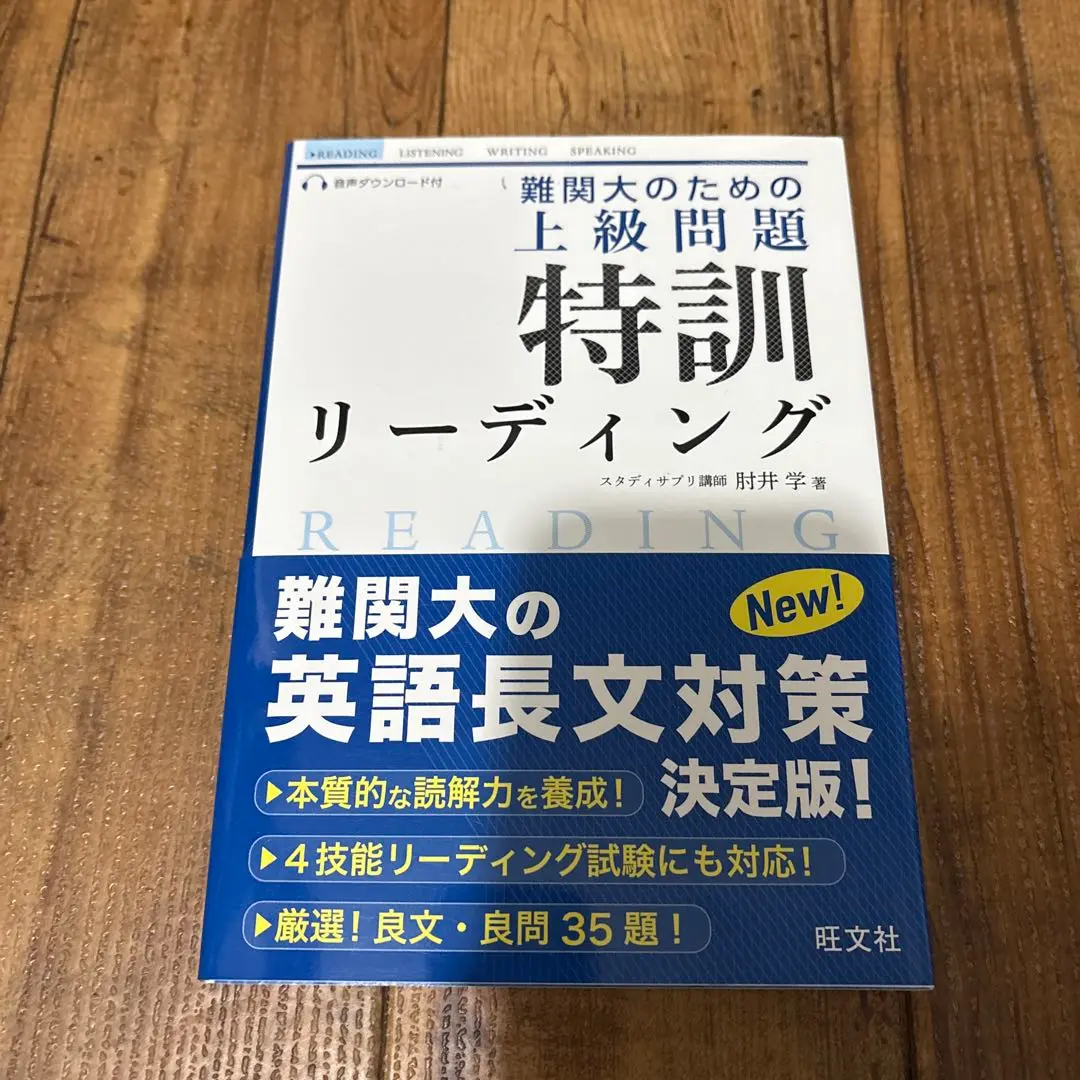 ▶READING LISTENING WRITING SPEAKING
音声ダウンロード付
難関大のための
上級問題
特訓
リーディング
スタディサプリ講師 肘井 学 著
READING
難関大の
New!
英語長文対策
決定版!
▶本質的な読解力を養成!
▶4技能リーディング試験にも対応!
▶厳選!良文・良問35題!
旺文社